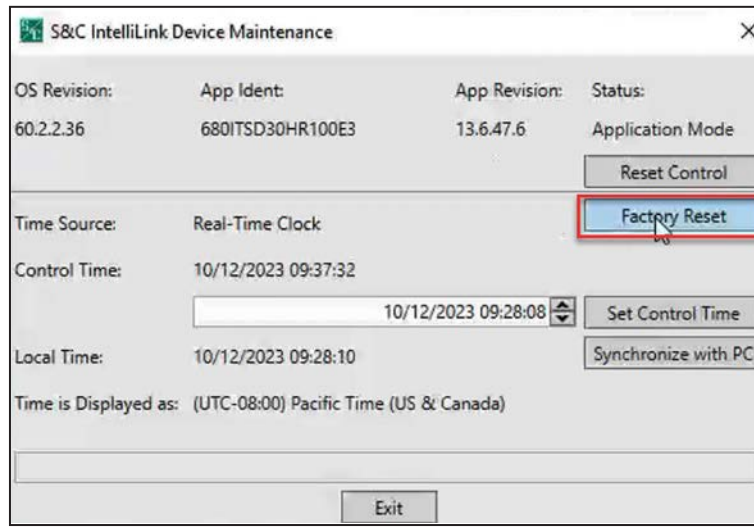 S&C IntelliLink Device Maintenance
OS Revision: App Ident: App Revision: Status:
60.2.2.36 680ITSD30HR100E3 13.6.47.6 Application Mode
Reset Control
Factory Reset
Time Source: Real-Time Clock
Control Time: 10/12/2023 09:37:32
10/12/2023 09:28:08 Set Control Time
Synchronize with PC
Local Time: 10/12/2023 09:28:10
Time is Displayed as: (UTC-08:00) Pacific Time (US & Canada)
Exit